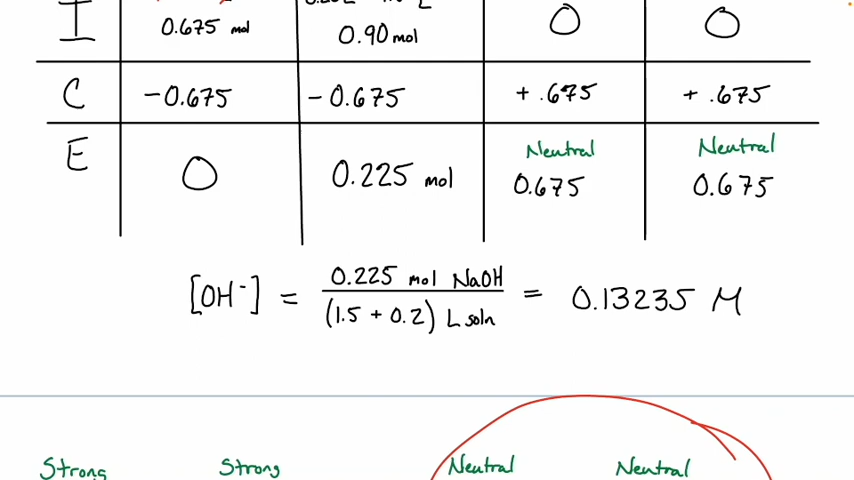 I 0.675 mol 0.90 mol 0 0
C -0.675 -0.675 + .675 + .675
E Neutral Neutral
0 0.225 mol 0.675 0.675
[OH⁻] = 0.225 mol NaOH / (1.5 + 0.2) L soln = 0.13235 M
Strong Strong Neutral Neutral